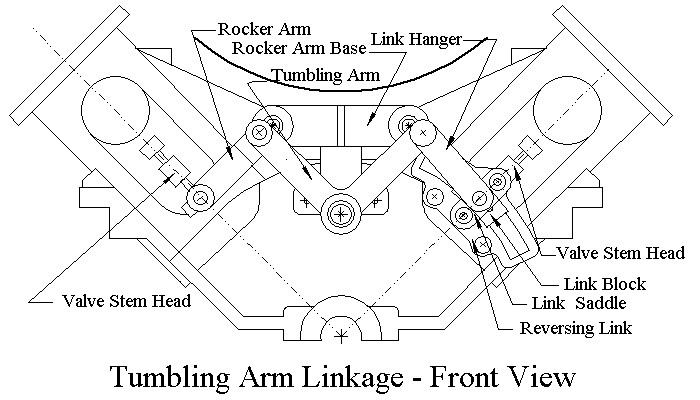 Rocker Arm
Rocker Arm Base
Link Hanger
Tumbling Arm
Valve Stem Head
Valve Stem Head
Link Block
Link Saddle
Reversing Link
Tumbling Arm Linkage - Front View